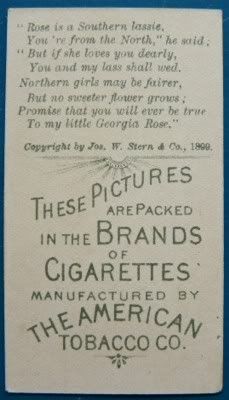 "Rose is a Southern lassie,
You're from the North," he said;
"But if she loves you dearly,
You and my lass shall wed.
Northern girls may be fairer,
But no sweeter flower grows;
Promise that you will ever be true
To my little Georgia Rose."
Copyright by Jos. W. Stern & Co., 1899.
THESE PICTURES
ARE PACKED
IN THE BRANDS
OF
CIGARETTES
MANUFACTURED BY
THE AMERICAN
TOBACCO CO.